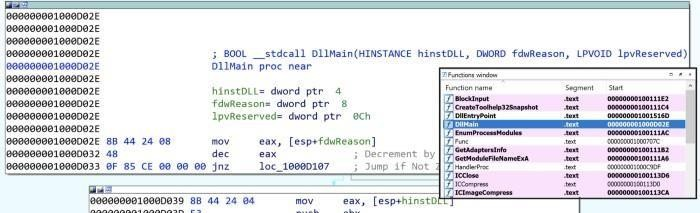 000000001000D02E
000000001000D02E
000000001000D02E
000000001000D02E ; BOOL __stdcall DllMain(HINSTANCE hinstDLL, DWORD fdwReason, LPVOID lpvReserved)
000000001000D02E DllMain proc near
000000001000D02E
000000001000D02E hinstDLL= dword ptr 4
000000001000D02E fdwReason= dword ptr 8
000000001000D02E lpvReserved= dword ptr 0Ch
000000001000D02E
000000001000D02E 8B 44 24 08 mov eax, [esp+fdwReason]
000000001000D032 48 dec eax ; Decrement by
000000001000D033 0F 85 CE 00 00 00 jnz loc_1000D107 ; Jump if Not Z
000000001000D039 8B 44 24 04 mov eax, [esp+hinstDLL]
000000001000D03D 53 push ebx
Functions window
Function name Segment Start
BlockInput .text 00000000100111E2
CreateToolhelp32Snapshot .text 00000000100111C4
DllEntryPoint .text 000000001001516D
DllMain .text 000000001000D02E
EnumProcessModules .text 00000000100111AC
Func .text 000000001000706C
GetAdaptersInfo .text 00000000100111B2
GetModuleFileNameExA .text 00000000100111A6
HandlerProc .text 000000001000C9DF
ICClose .text 00000000100113D6
ICCompress .text 00000000100113D0
ICImageCompress .text 00000000100113CA